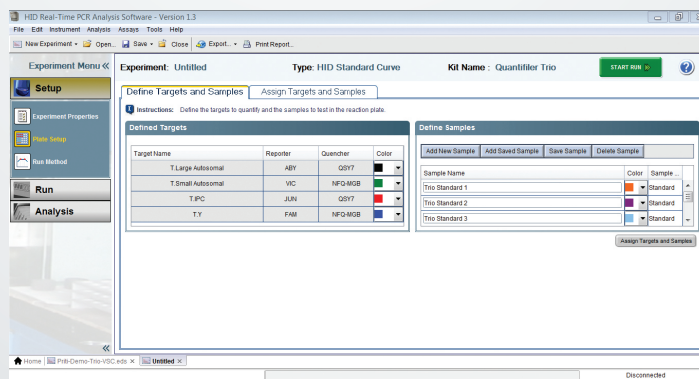 HID Real-Time PCR Analysis Software - Version 1.3
File Edit Instrument Analysis Assays Tools Help
New Experiment Open... Save Close Export... Print Report...
Experiment Menu «
Experiment: Untitled Type: HID Standard Curve Kit Name : Quantifiler Trio START RUN ?
Setup
Experiment Properties
Plate Setup
Run Method
Run
Analysis
«
Define Targets and Samples Assign Targets and Samples
Instructions: Define the targets to quantify and the samples to test in the reaction plate.
Defined Targets
Target Name Reporter Quencher Color
T.Large Autosomal ABY QSY7
T.Small Autosomal VIC NFQ-MGB
T.IPC JUN QSY7
T.Y FAM NFQ-MGB
Define Samples
Add New Sample Add Saved Sample Save Sample Delete Sample
Sample Name Color Sample ...
Trio Standard 1 Standard
Trio Standard 2 Standard
Trio Standard 3 Standard
Assign Targets and Samples
Home Priti-Demo-Trio-VSC.eds × Untitled ×
Disconnected